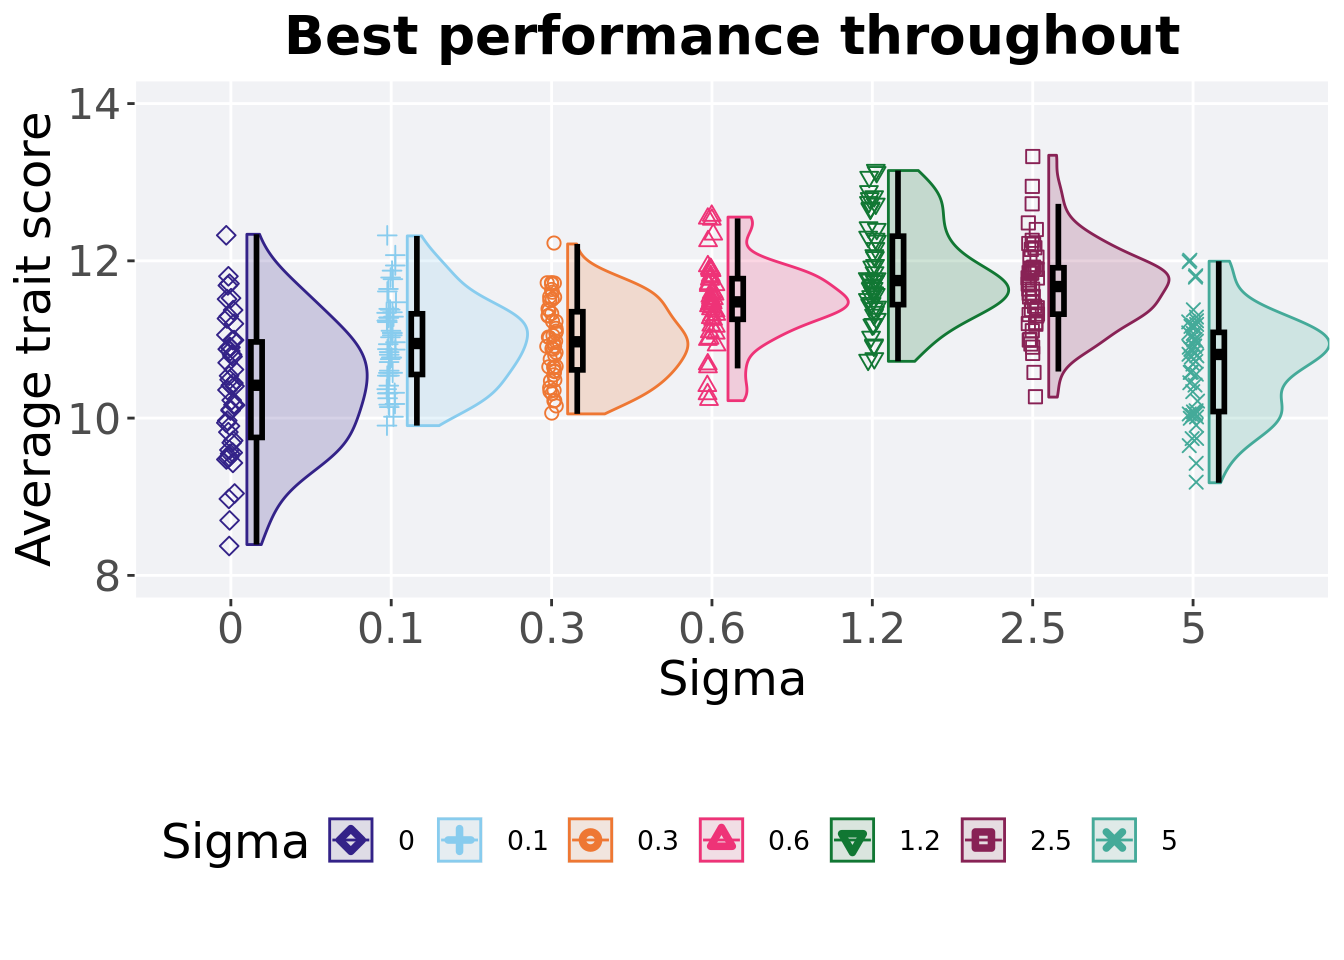 Best performance throughout
Average trait score
14
12
10
8
0 0.1 0.3 0.6 1.2 2.5 5
Sigma
Sigma 0 0.1 0.3 0.6 1.2 2.5 5